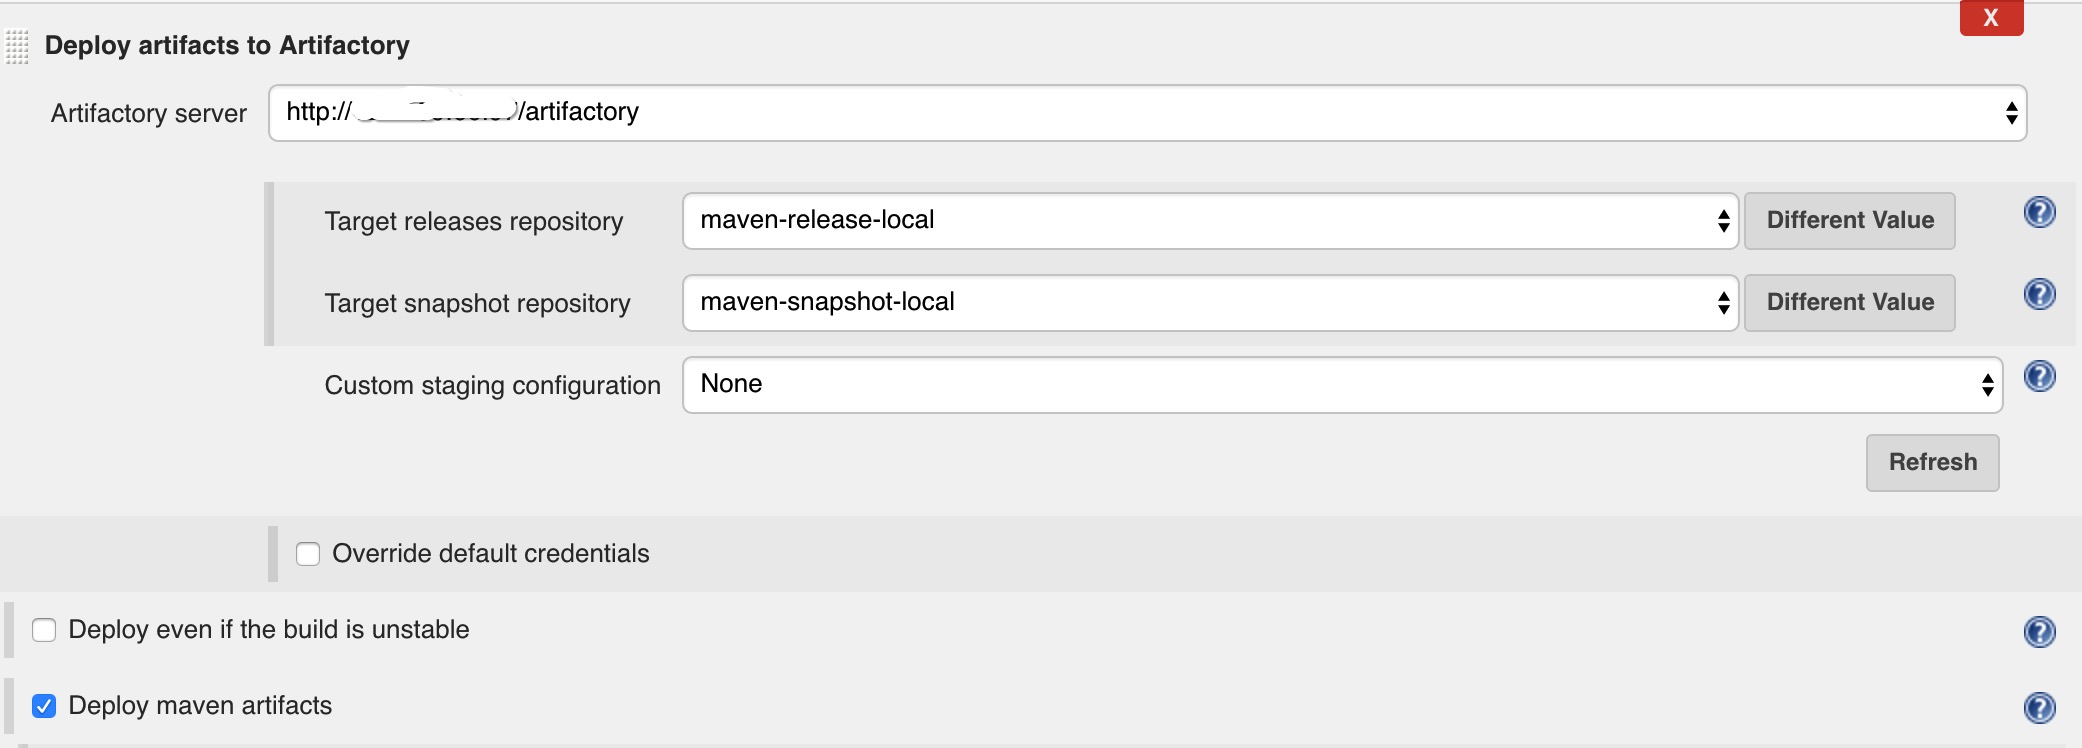 X
Deploy artifacts to Artifactory
Artifactory server http:// /artifactory
Target releases repository maven-release-local Different Value ?
Target snapshot repository maven-snapshot-local Different Value ?
Custom staging configuration None ?
Refresh
Override default credentials
Deploy even if the build is unstable ?
Deploy maven artifacts ?